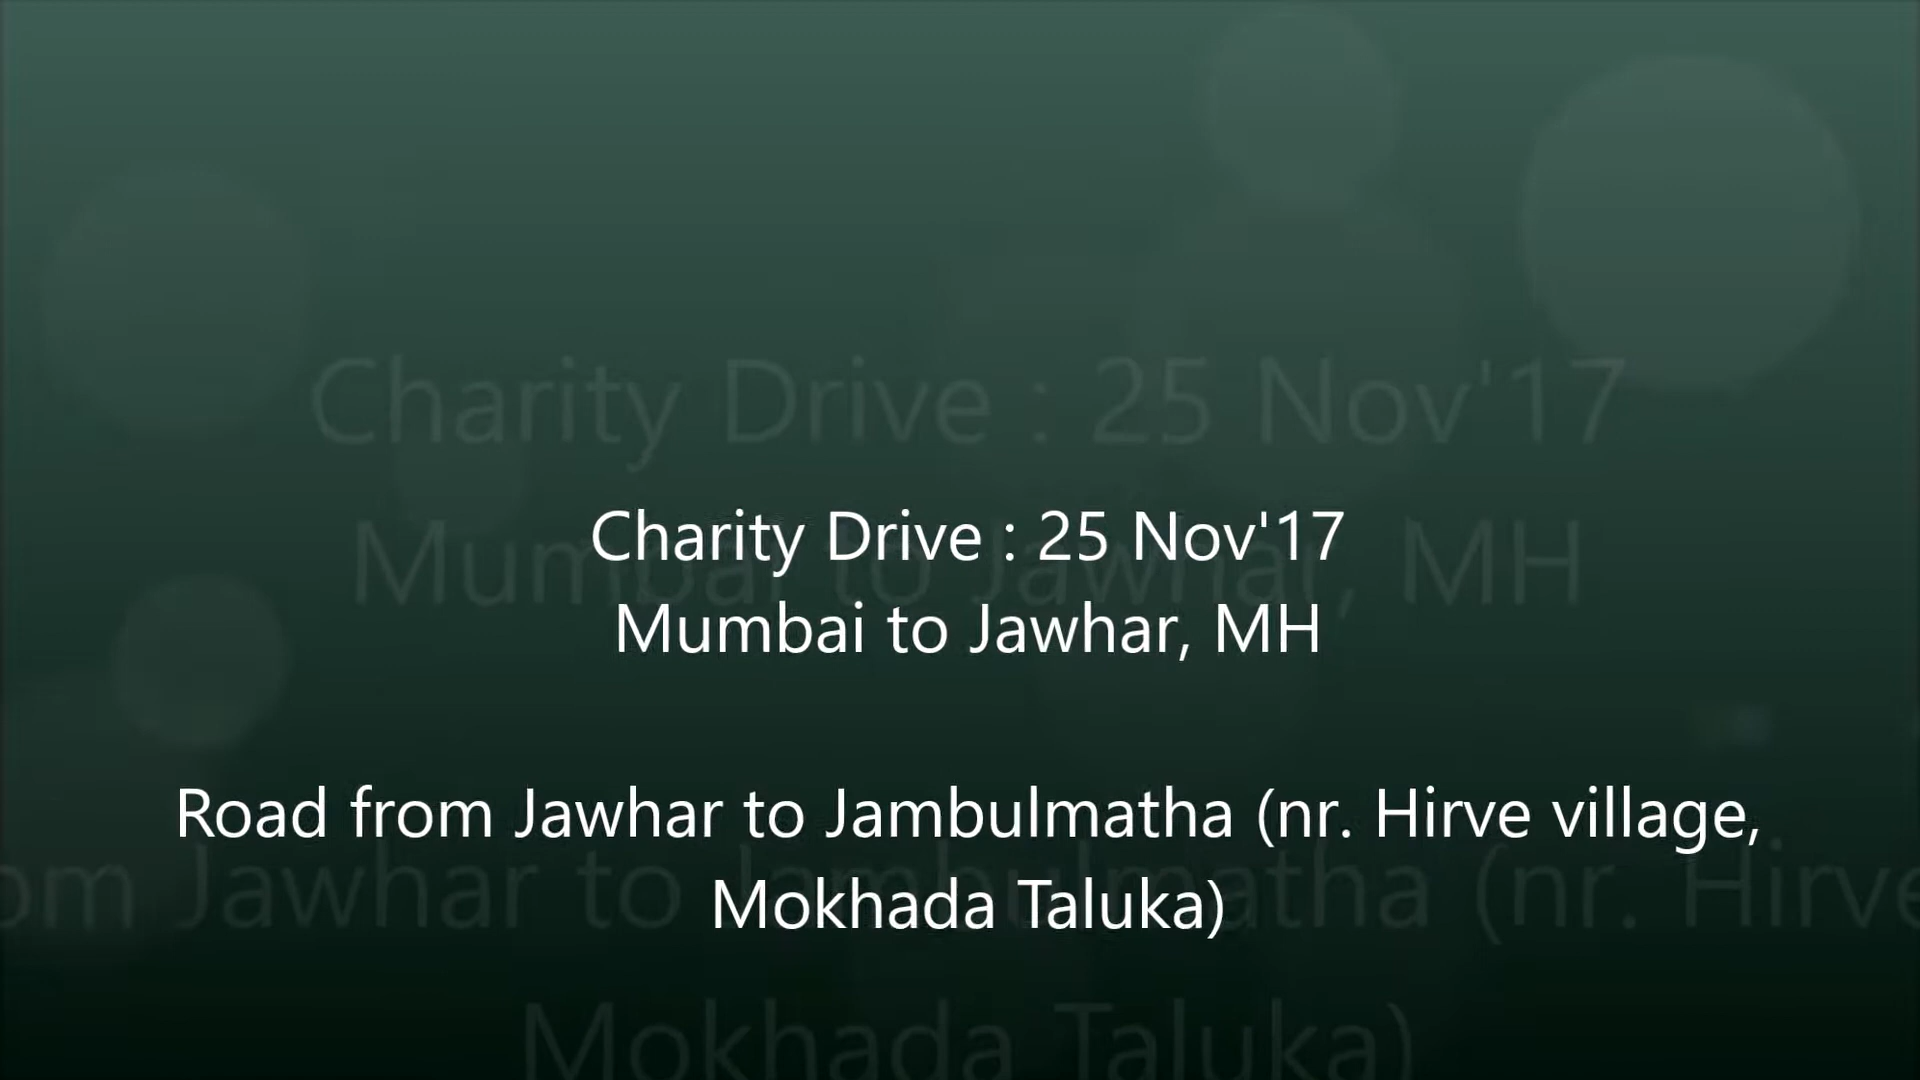 Charity Drive : 25 Nov'17
Mumbai to Jawhar, MH
Road from Jawhar to Jambulmatha (nr. Hirve village,
Mokhada Taluka)